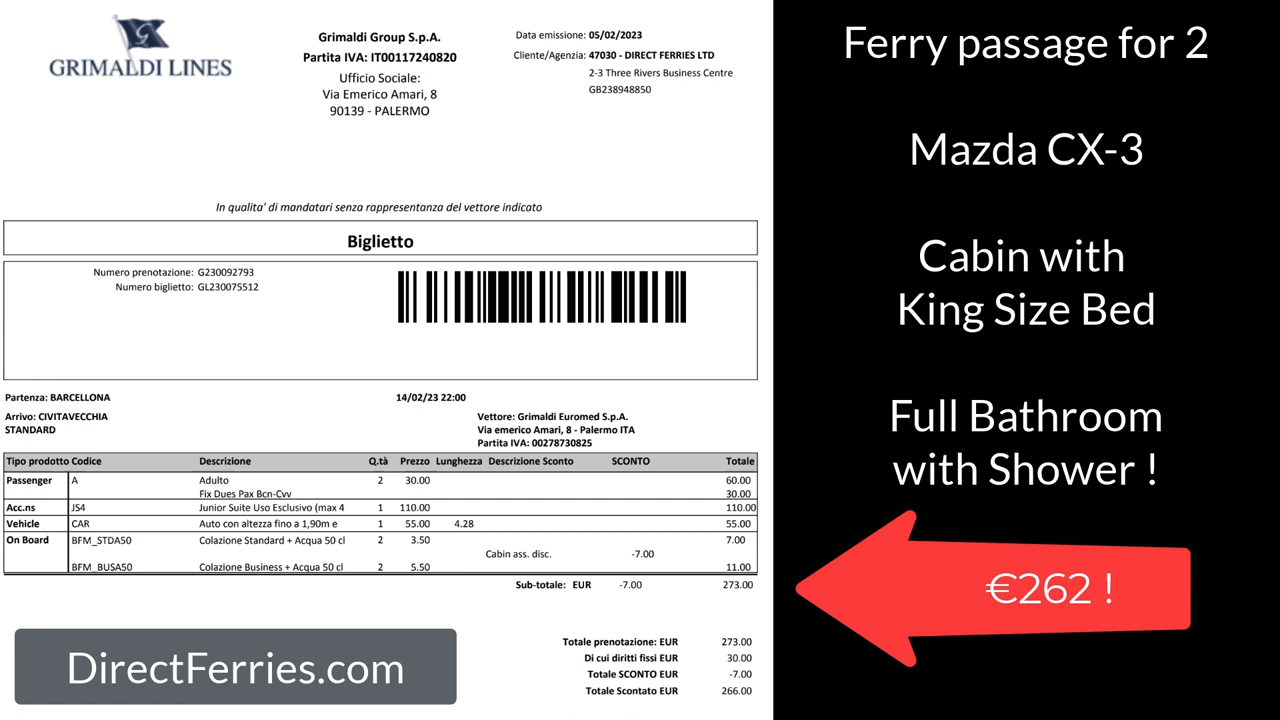 GRIMALDI LINES
Grimaldi Group S.p.A.
Partita IVA: IT00117240820
Ufficio Sociale:
Via Emerico Amari, 8
90139 - PALERMO
Data emissione: 05/02/2023
Cliente/Agenzia: 47030 - DIRECT FERRIES LTD
2-3 Three Rivers Business Centre
GB238948850
In qualita' di mandatari senza rappresentanza del vettore indicato
Biglietto
Numero prenotazione: G230092793
Numero biglietto: GL230075512
Partenza: BARCELLONA 14/02/23 22:00
Arrivo: CIVITAVECCHIA
STANDARD
Vettore: Grimaldi Euromed S.p.A.
Via emerico Amari, 8 - Palermo ITA
Partita IVA: 00278730825
Tipo prodotto Codice Descrizione Q.tà Prezzo Lunghezza Descrizione Sconto SCONTO Totale
Passenger A Adulto 2 30.00 60.00
Fix Dues Pax Bcn-Cvv 30.00
Acc.ns JS4 Junior Suite Uso Esclusivo (max 4 1 110.00 110.00
Vehicle CAR Auto con altezza fino a 1,90m e 1 55.00 4.28 55.00
On Board BFM_STDA50 Colazione Standard + Acqua 50 cl 2 3.50 7.00
Cabin ass. disc. -7.00
BFM_BUSA50 Colazione Business + Acqua 50 cl 2 5.50 11.00
Sub-totale: EUR -7.00 273.00
Totale prenotazione: EUR 273.00
Di cui diritti fissi EUR 30.00
Totale SCONTO EUR -7.00
Totale Scontato EUR 266.00
DirectFerries.com
Ferry passage for 2
Mazda CX-3
Cabin with
King Size Bed
Full Bathroom
with Shower !
€262 !